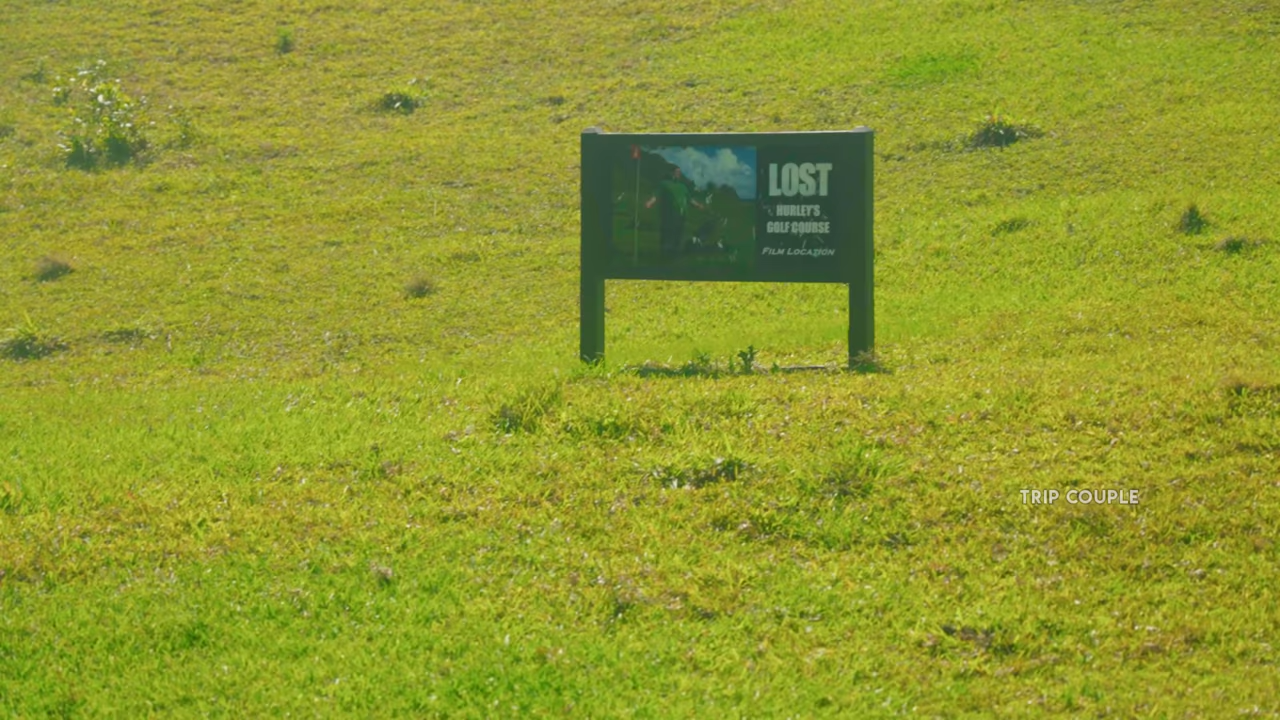 LOST
HURLEY'S
GOLF COURSE
FILM LOCATION
TRIP COUPLE